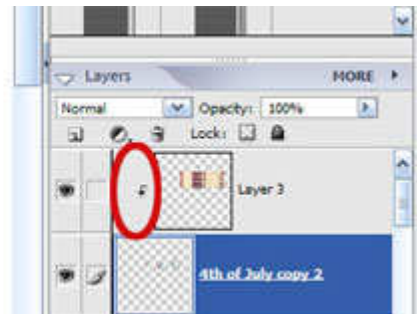 Layers MORE
Normal Opacity: 100%
Lock:
Layer 3
4th of July copy 2